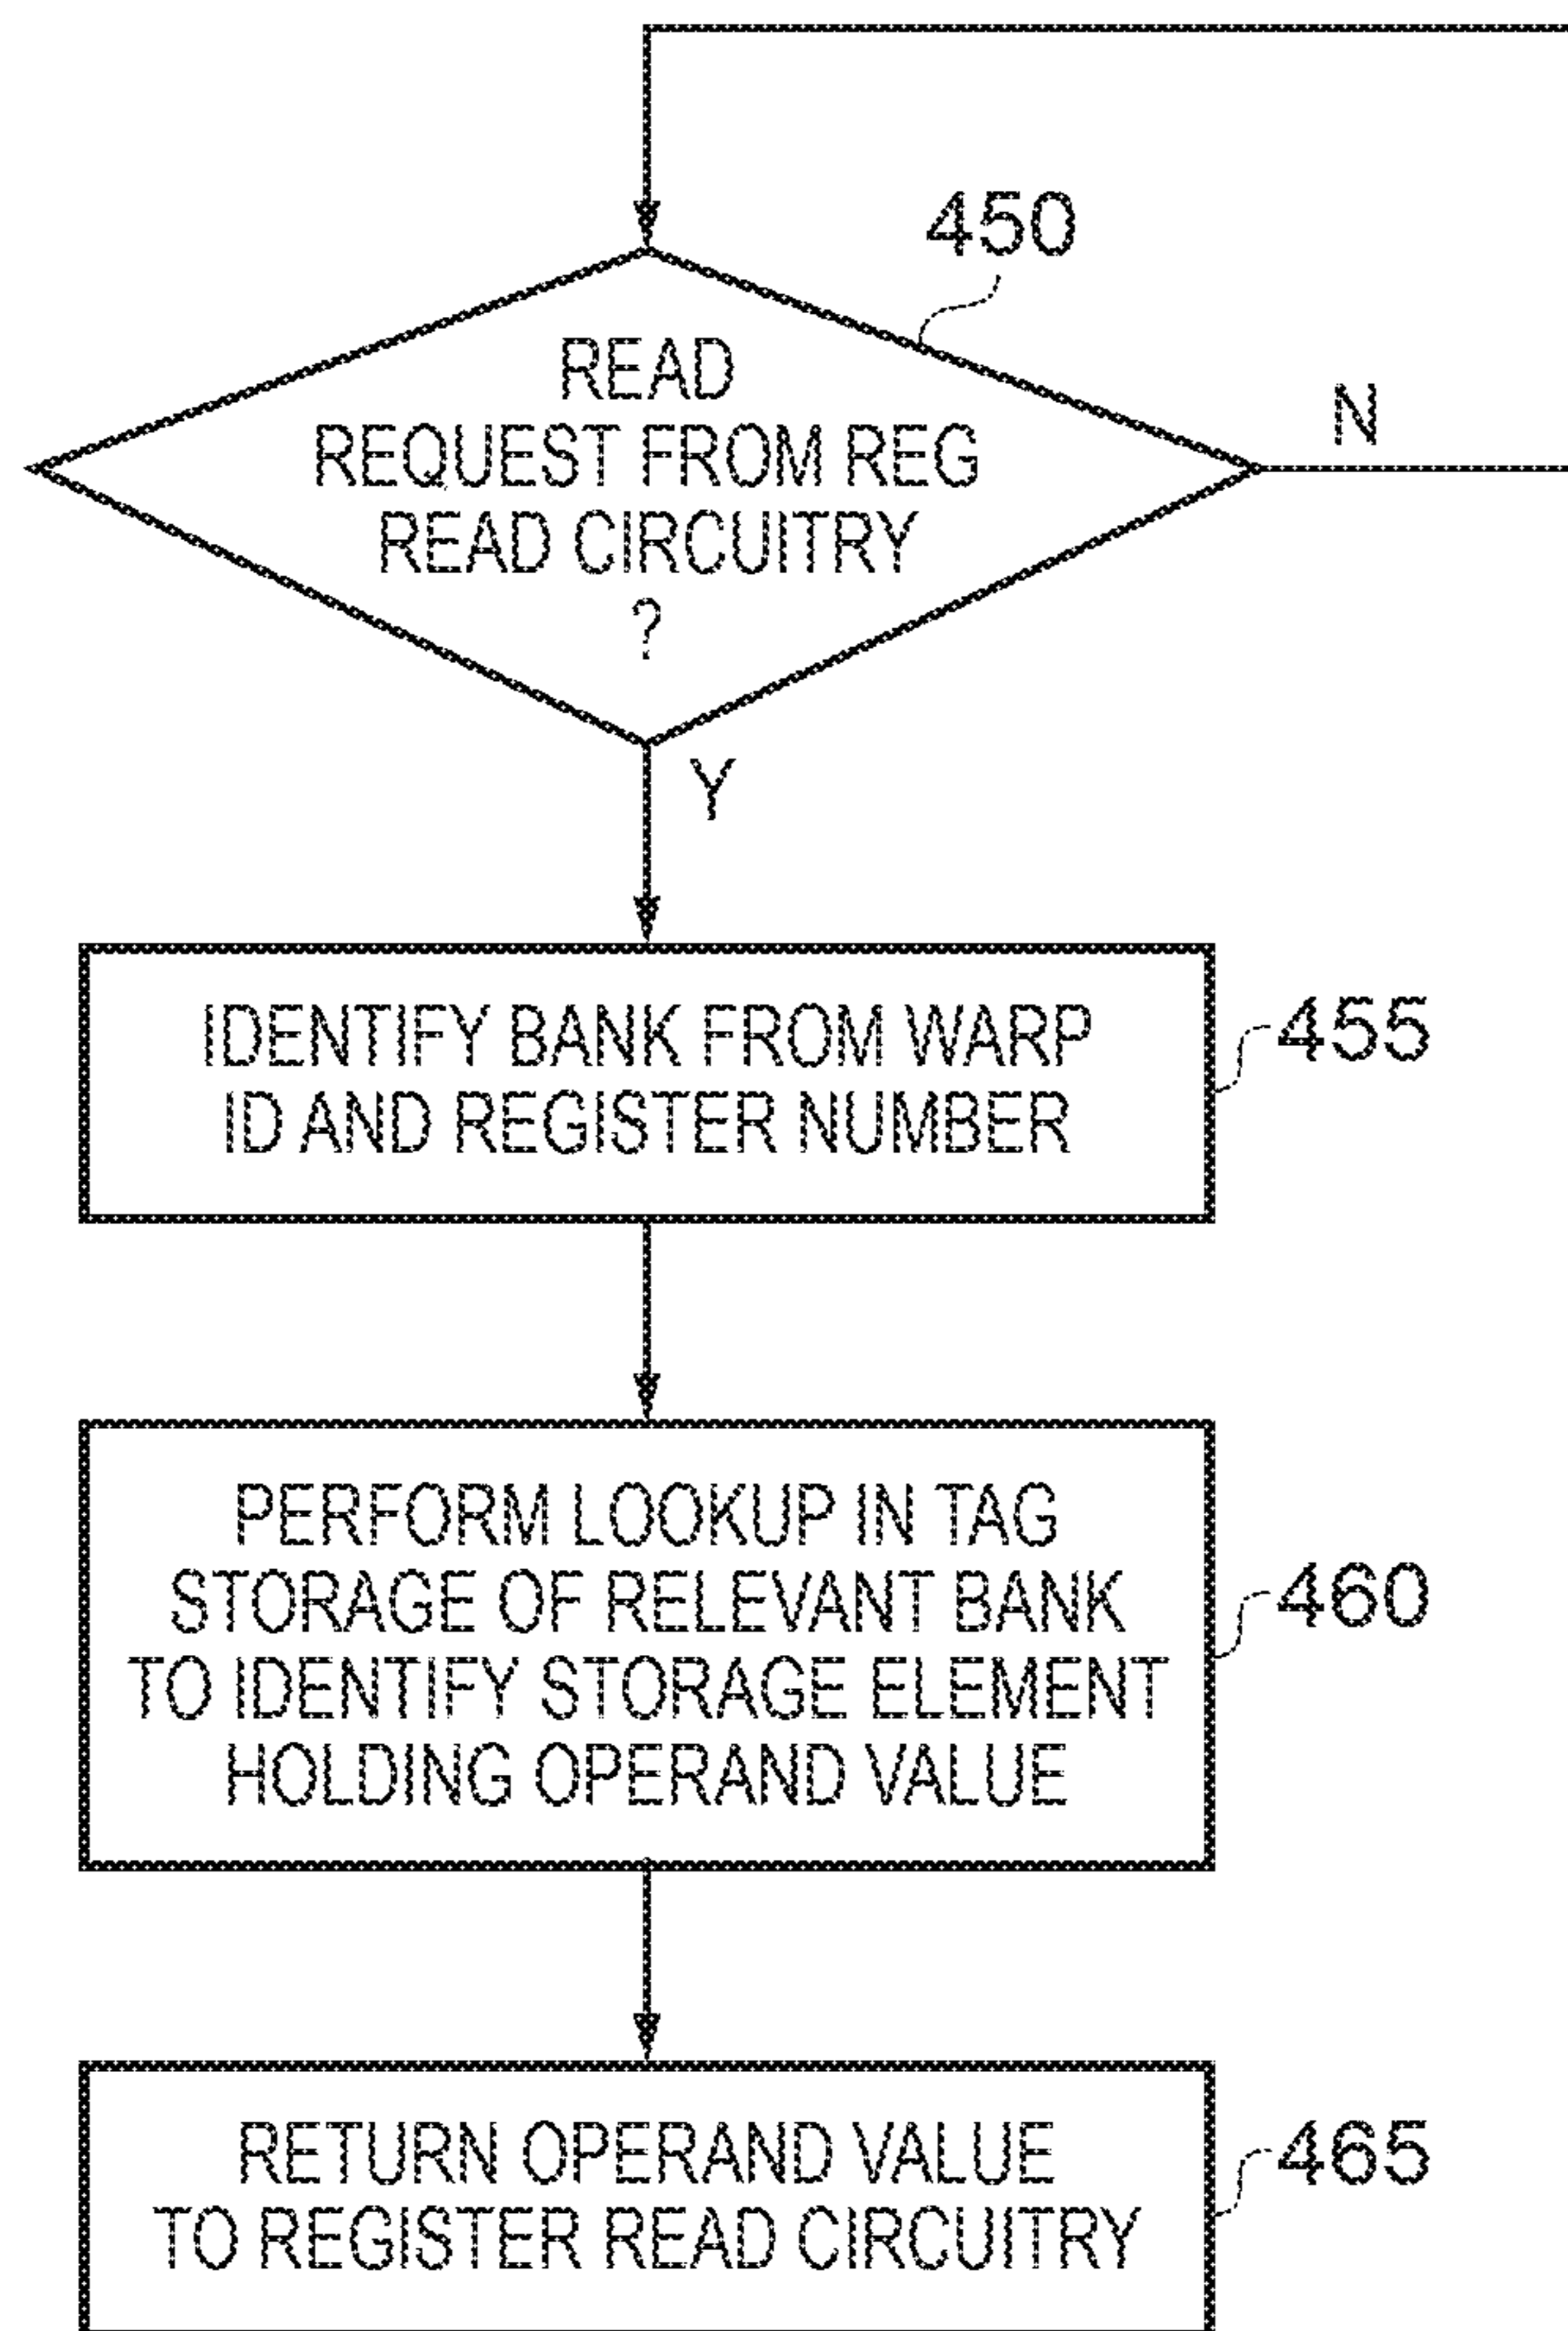 450
READ
REQUEST FROM REG
READ CIRCUITRY
?
N
Y
IDENTIFY BANK FROM WARP
ID AND REGISTER NUMBER
455
PERFORM LOOKUP IN TAG
STORAGE OF RELEVANT BANK
TO IDENTIFY STORAGE ELEMENT
HOLDING OPERAND VALUE
460
RETURN OPERAND VALUE
TO REGISTER READ CIRCUITRY
465